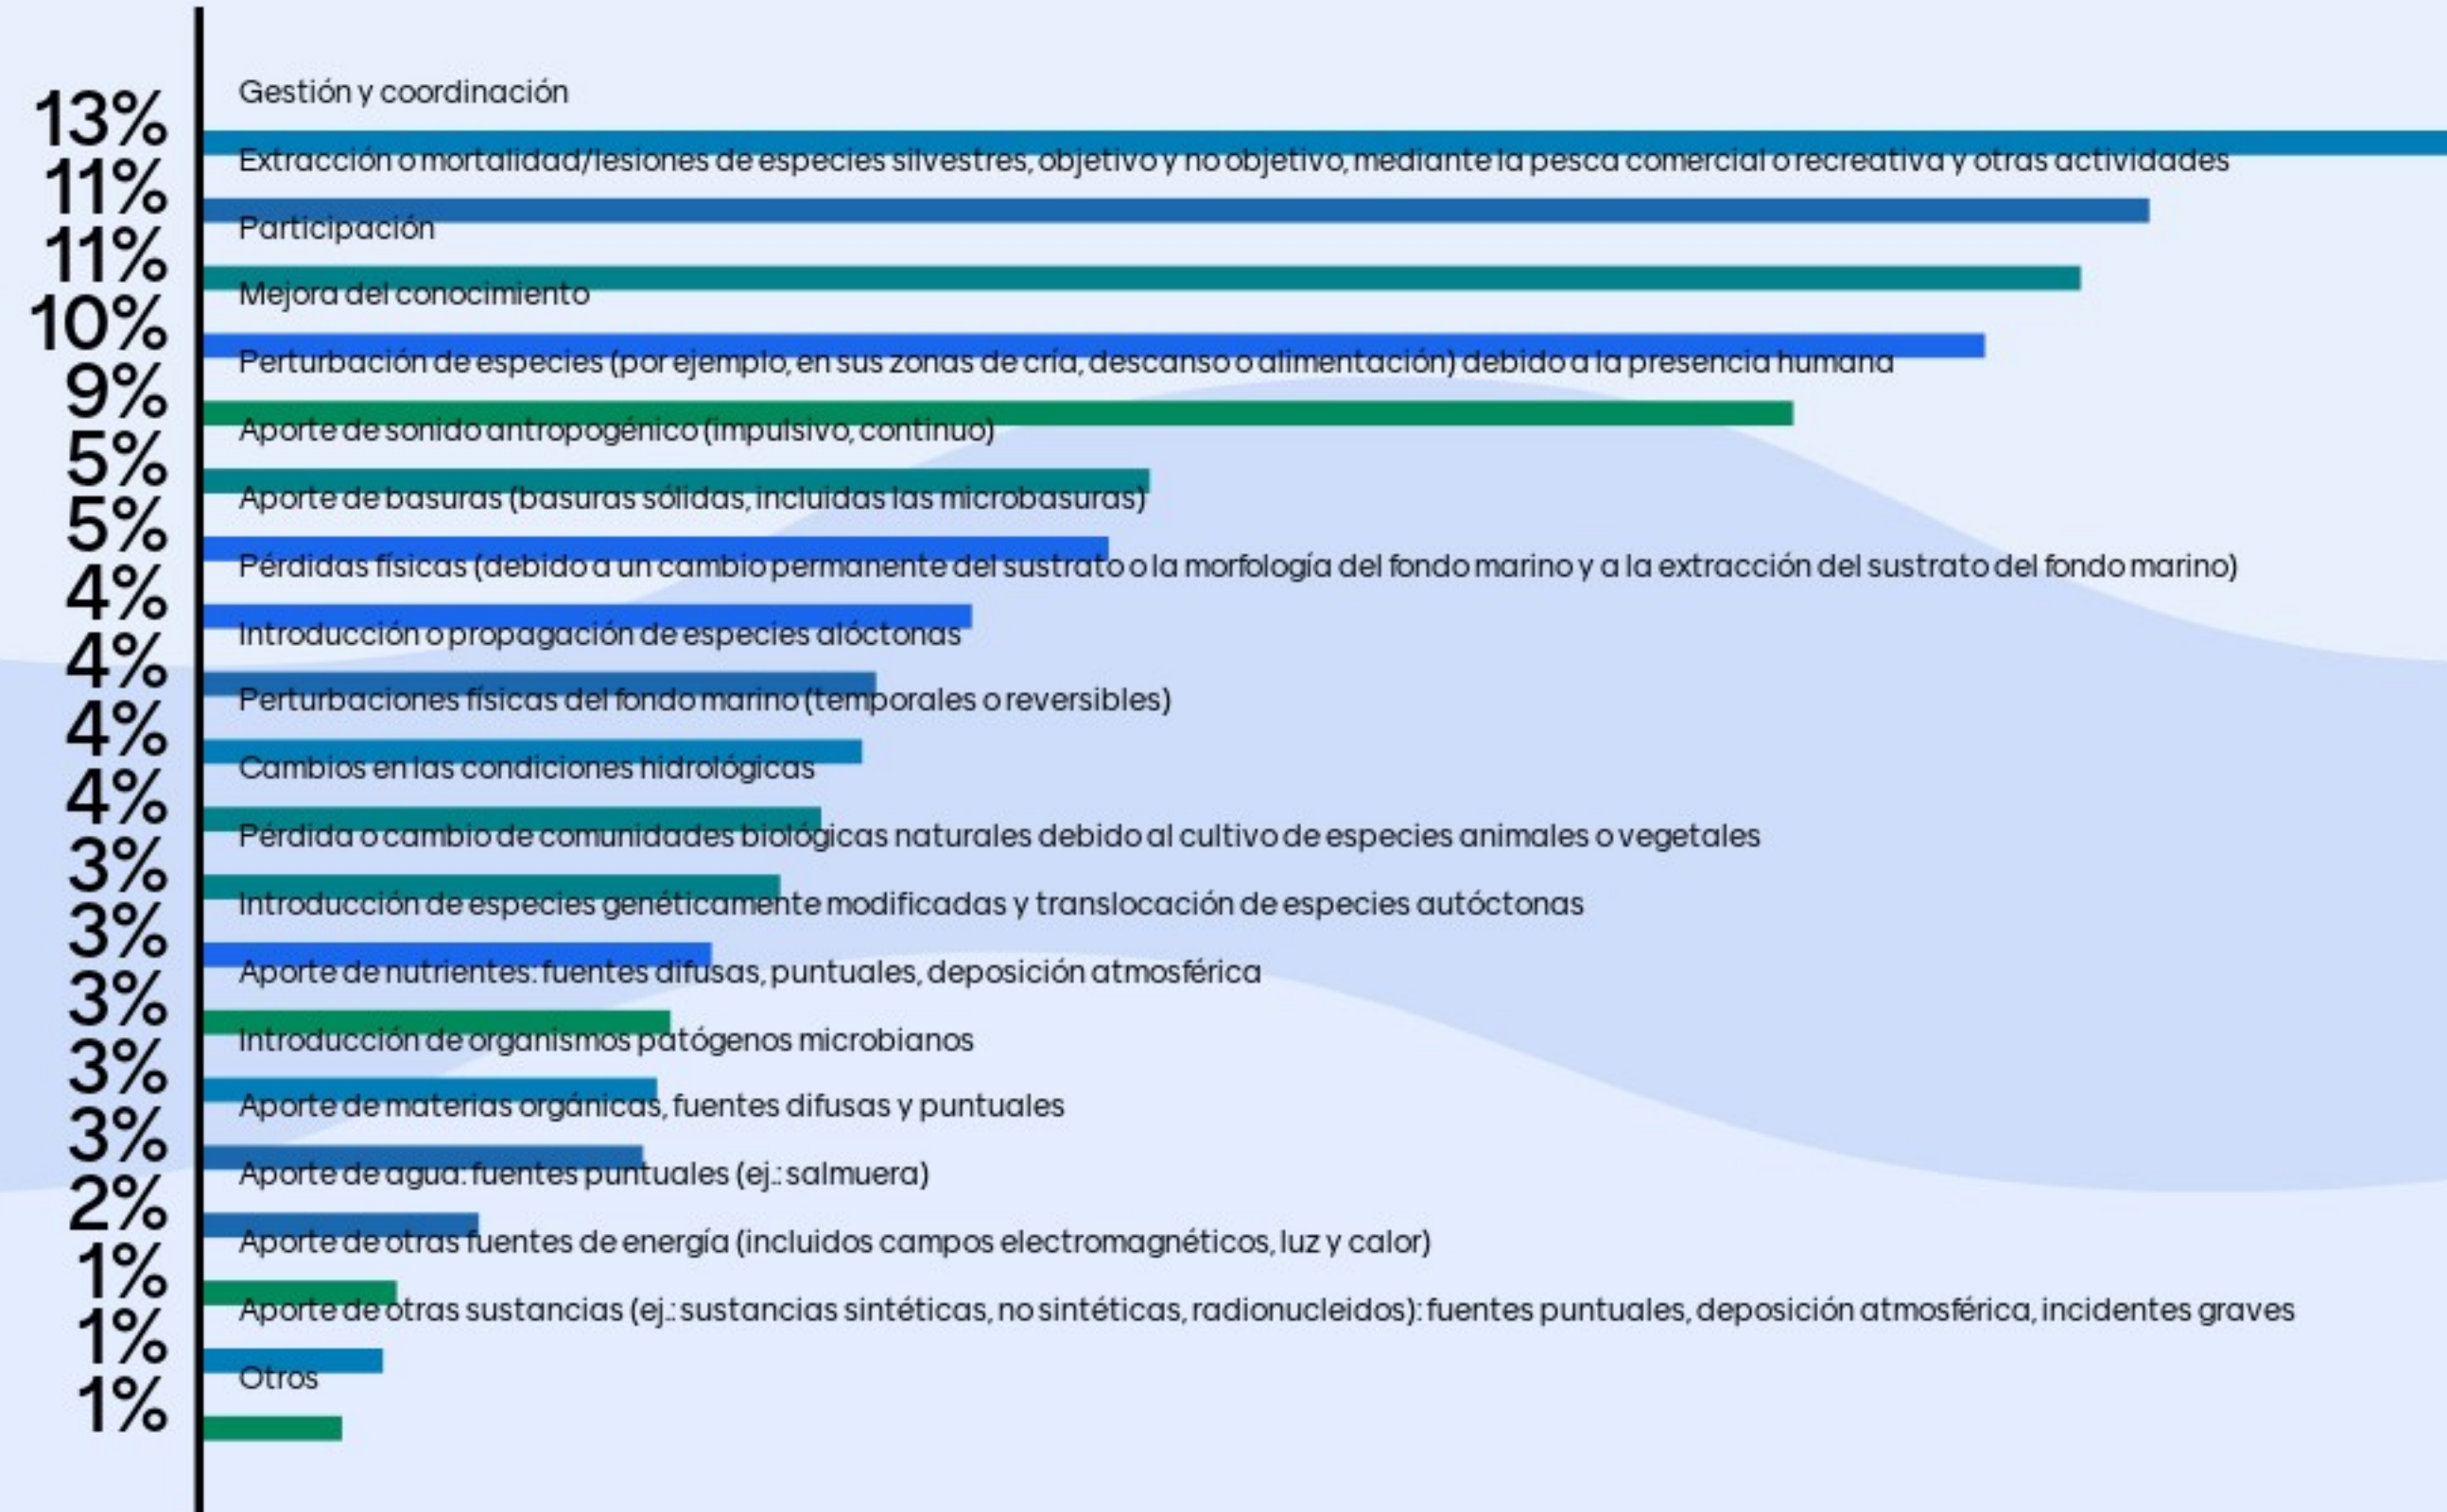 Gestión y coordinación
13%
Extracción o mortalidad/lesiones de especies silvestres, objetivo y no objetivo, mediante la pesca comercial o recreativa y otras actividades
11%
Participación
11%
Mejora del conocimiento
10%
Perturbación de especies (por ejemplo, en sus zonas de cría, descanso o alimentación) debido a la presencia humana
9%
Aporte de sonido antropogénico (impulsivo, continuo)
5%
Aporte de basuras (basuras sólidas, incluidas las microbasuras)
5%
Pérdidas físicas (debido a un cambio permanente del sustrato o la morfología del fondo marino y a la extracción del sustrato del fondo marino)
4%
Introducción o propagación de especies alóctonas
4%
Perturbaciones físicas del fondo marino (temporales o reversibles)
4%
Cambios en las condiciones hidrológicas
4%
Pérdida o cambio de comunidades biológicas naturales debido al cultivo de especies animales o vegetales
3%
Introducción de especies genéticamente modificadas y translocación de especies autóctonas
3%
Aporte de nutrientes: fuentes difusas, puntuales, deposición atmosférica
3%
Introducción de organismos patógenos microbianos
3%
Aporte de materias orgánicas, fuentes difusas y puntuales
3%
Aporte de agua: fuentes puntuales (ej.: salmuera)
2%
Aporte de otras fuentes de energía (incluidos campos electromagnéticos, luz y calor)
1%
Aporte de otras sustancias (ej.: sustancias sintéticas, no sintéticas, radionucleidos): fuentes puntuales, deposición atmosférica, incidentes graves
1%
Otros
1%